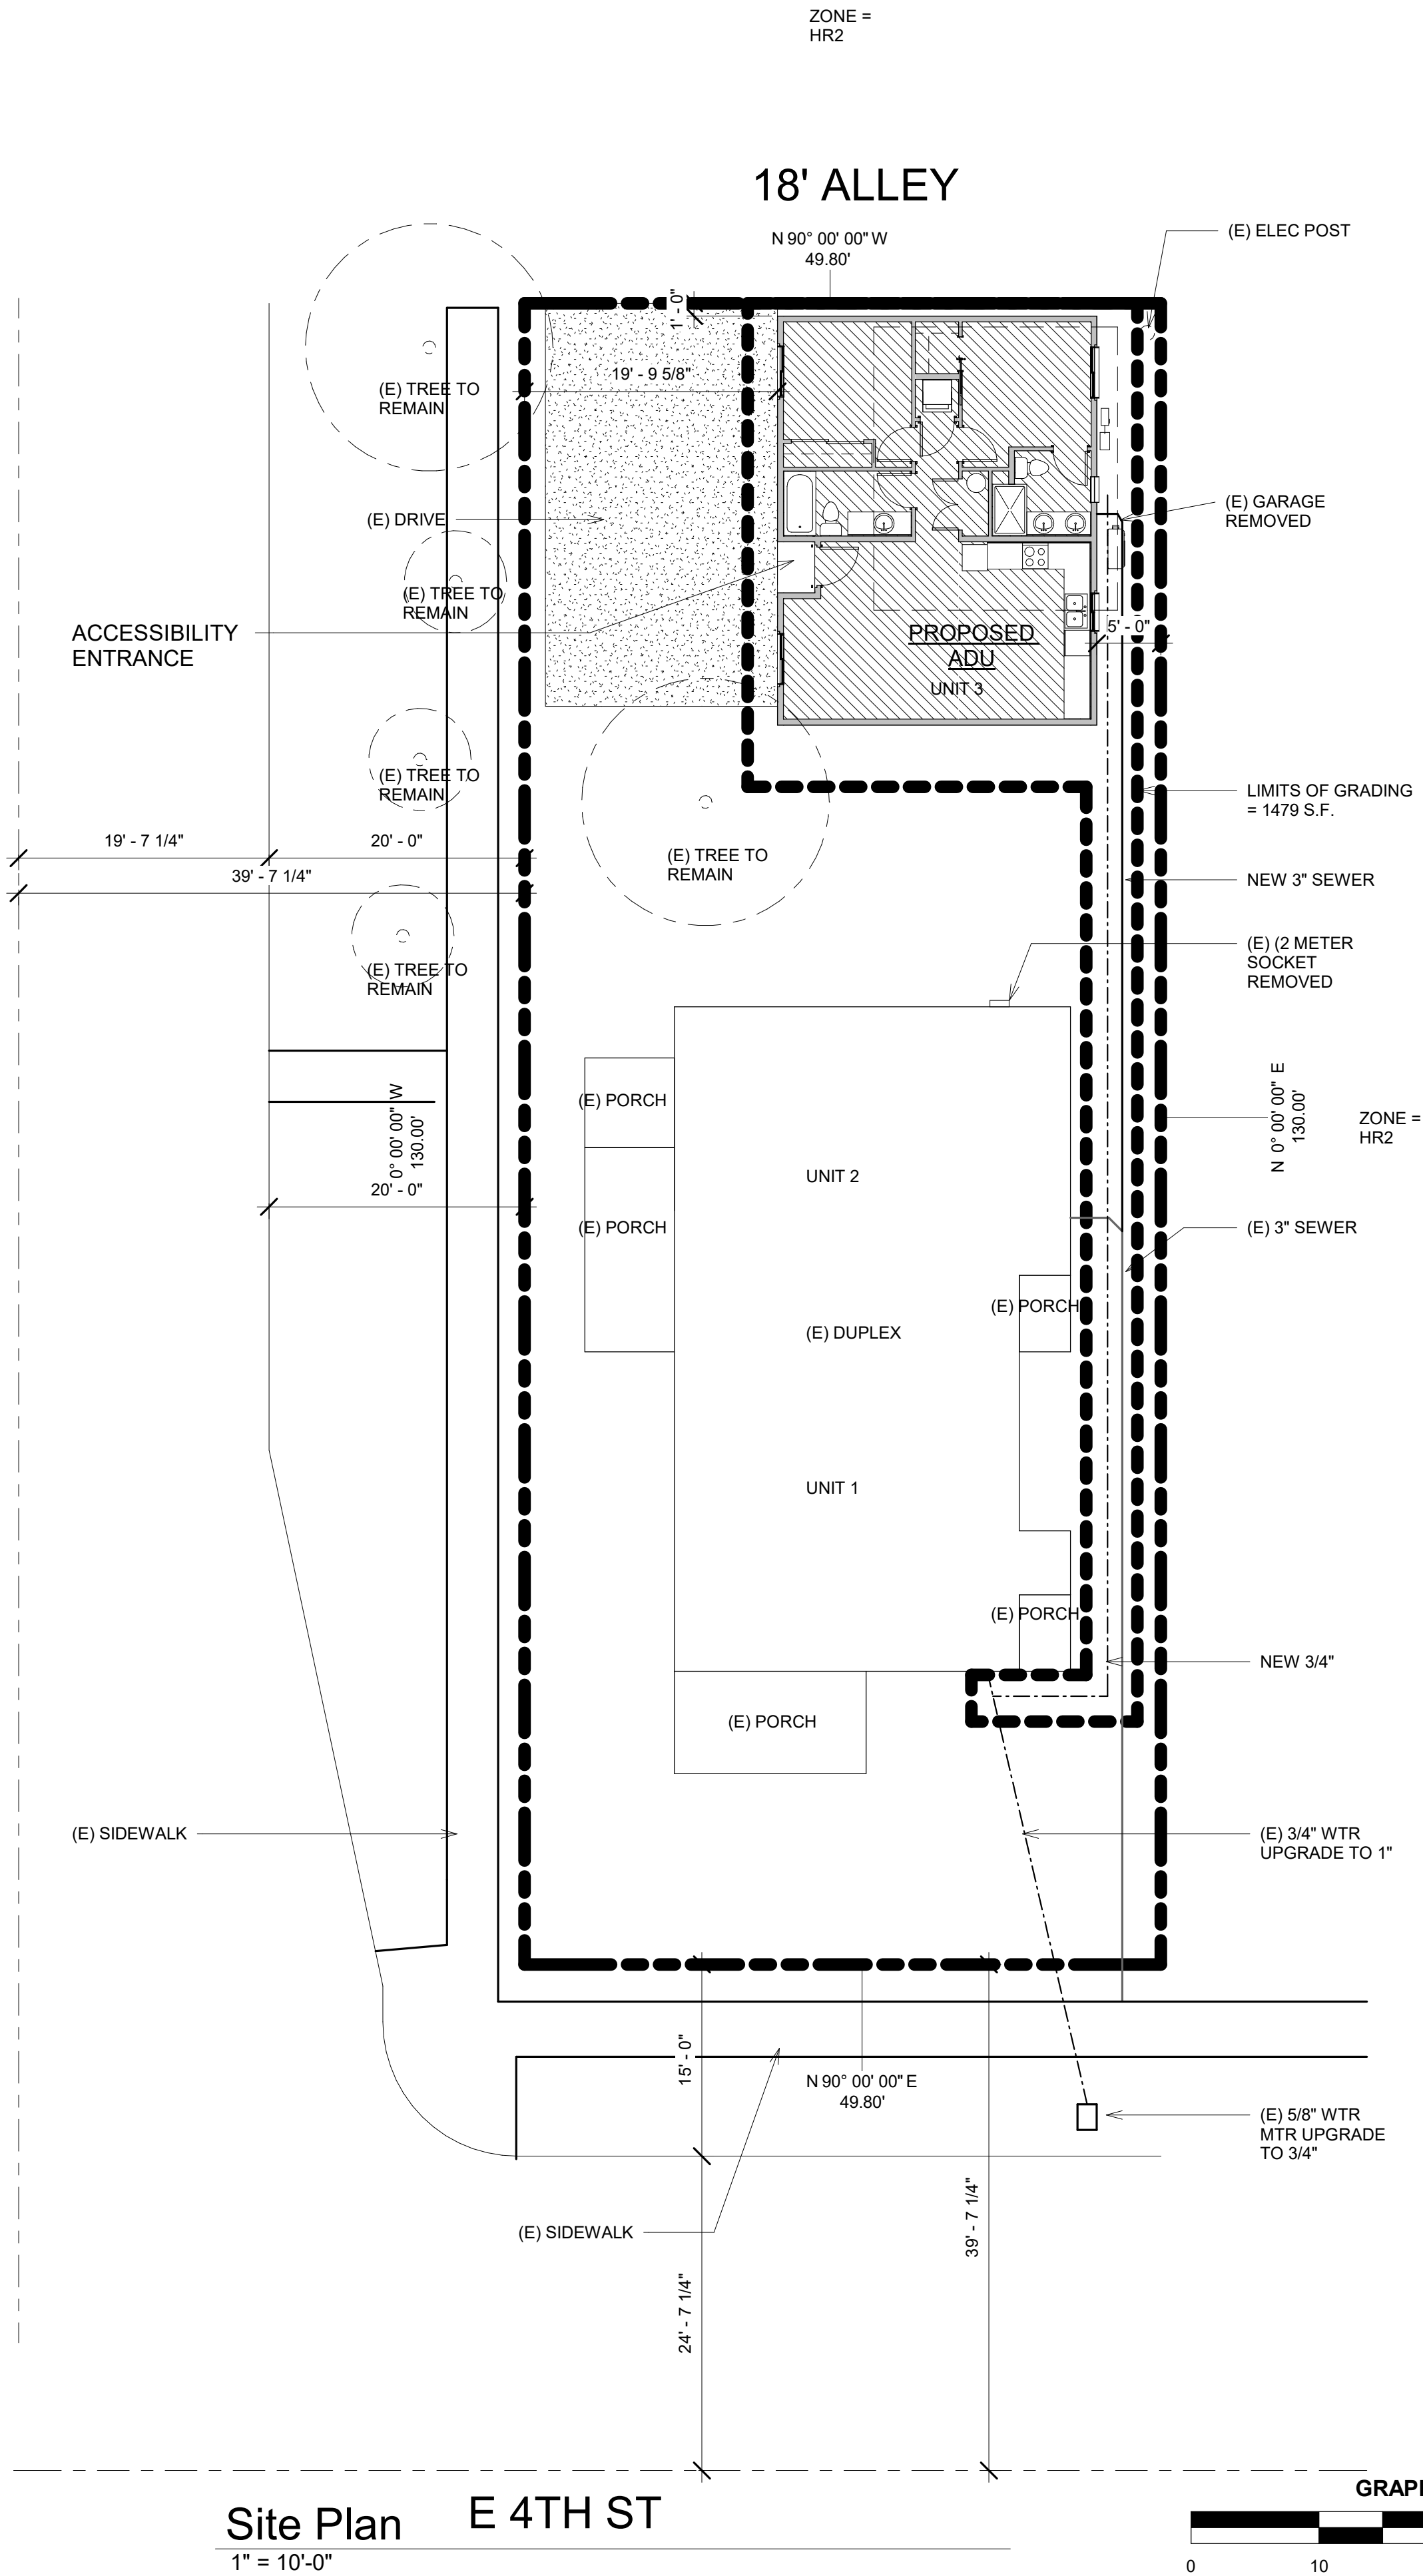 ZONE =
HR2
18' ALLEY
N 90° 00' 00" W
49.80'
(E) ELEC POST
1' - 0"
19' - 9 5/8"
(E) TREE TO
REMAIN
(E) DRIVE
(E) GARAGE
REMOVED
(E) TREE TO
REMAIN
ACCESSIBILITY
ENTRANCE
5' - 0"
PROPOSED
ADU
UNIT 3
(E) TREE TO
REMAIN
LIMITS OF GRADING
= 1479 S.F.
19' - 7 1/4"
20' - 0"
(E) TREE TO
REMAIN
39' - 7 1/4"
NEW 3" SEWER
(E) (2 METER
SOCKET
REMOVED
(E) TREE TO
REMAIN
(E) PORCH
0° 00' 00" W
130.00'
N 0° 00' 00" E
130.00'
ZONE =
HR2
UNIT 2
20' - 0"
(E) PORCH
(E) 3" SEWER
(E) PORCH
(E) DUPLEX
UNIT 1
(E) PORCH
NEW 3/4"
(E) PORCH
(E) SIDEWALK
(E) 3/4" WTR
UPGRADE TO 1"
15' - 0"
N 90° 00' 00" E
49.80'
(E) 5/8" WTR
MTR UPGRADE
TO 3/4"
39' - 7 1/4"
(E) SIDEWALK
24' - 7 1/4"
E 4TH ST
Site Plan
1" = 10'-0"
0
10